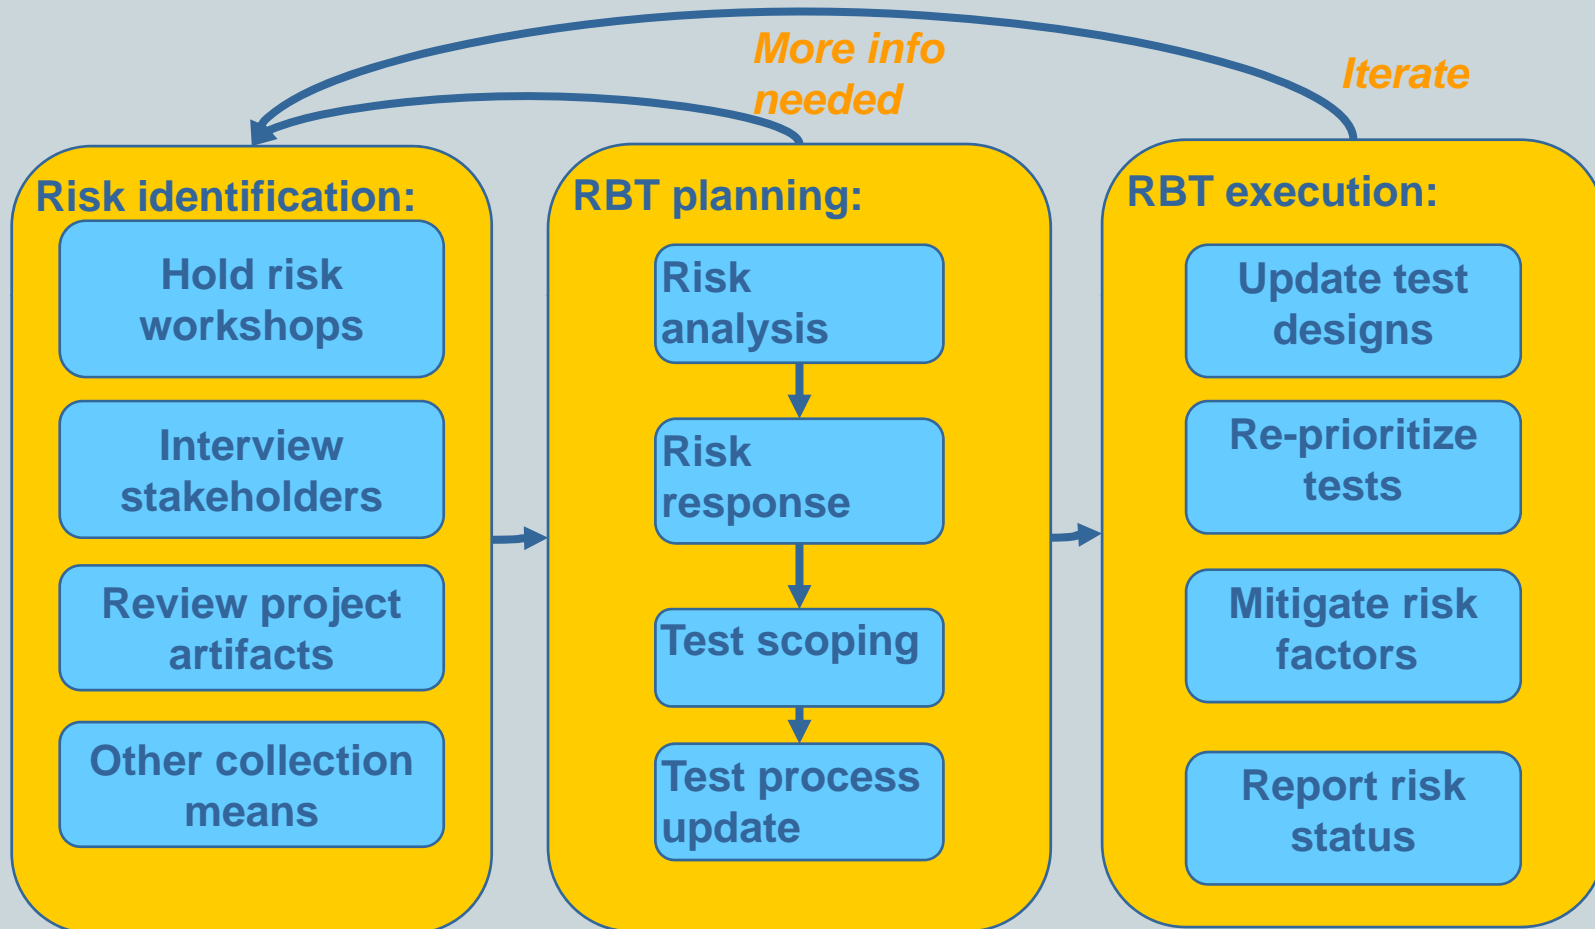 More info
needed
Iterate
Risk identification:
Hold risk
workshops
Interview
stakeholders
Review project
artifacts
Other collection
means
RBT planning:
Risk
analysis
Risk
response
Test scoping
Test process
update
RBT execution:
Update test
designs
Re-prioritize
tests
Mitigate risk
factors
Report risk
status